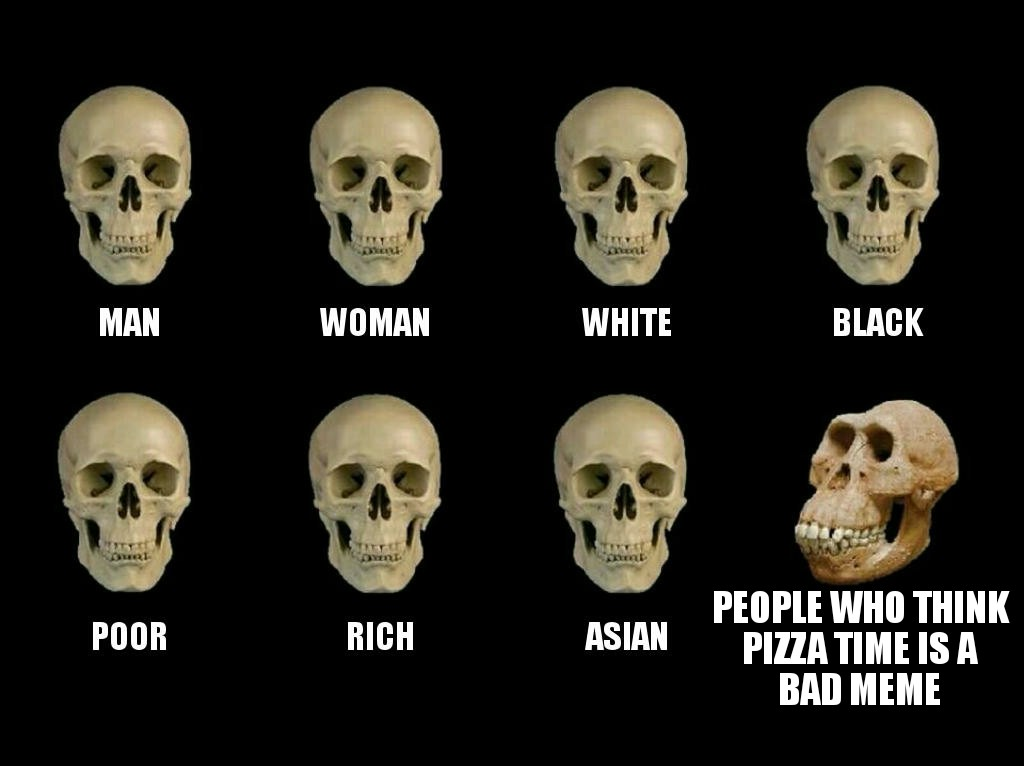 MAN
WOMAN
WHITE
BLACK
POOR
RICH
ASIAN
PEOPLE WHO THINK
PIZZA TIME IS A
BAD MEME